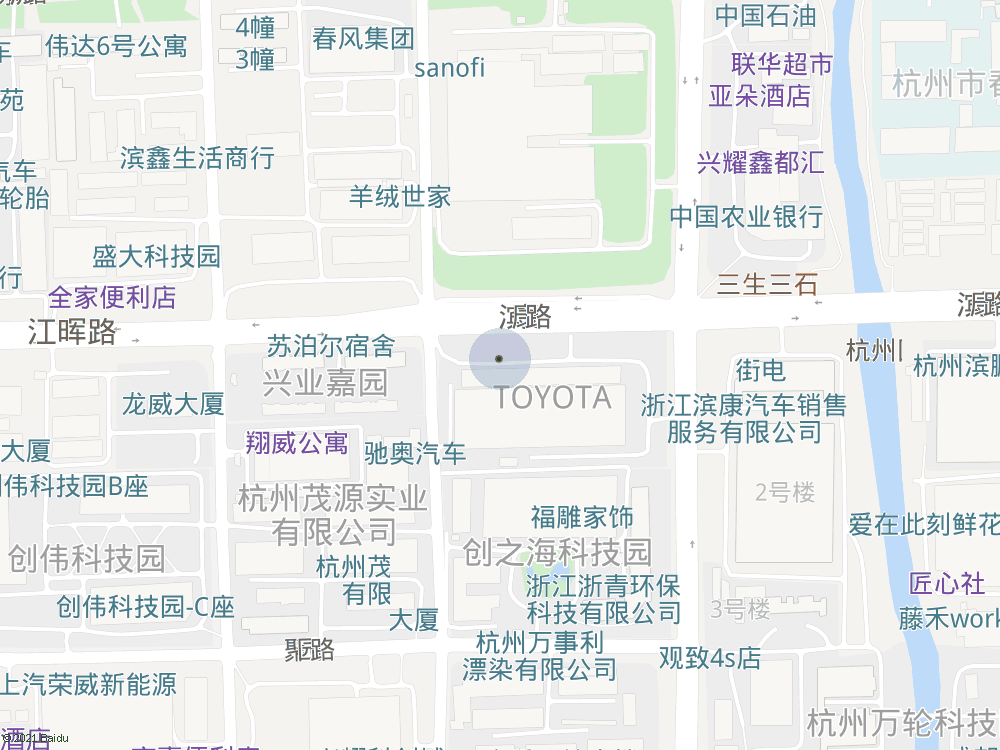 4幢
3幢
春风集团
中国石油
伟达6号公寓
sanofi
联华超市
亚朵酒店
杭州市春
苑
滨鑫生活商行
兴耀鑫都汇
汽车
轮胎
羊绒世家
中国农业银行
盛大科技园
行
三生三石
全家便利店
江晖路
苏泊尔宿舍
杭州
街电
杭州滨鹏
兴业嘉园
TOYOTA
龙威大厦
浙江滨康汽车销售
服务有限公司
翔威公寓
驰奥汽车
大厦
创伟科技园B座
杭州茂源实业
有限公司
2号楼
福雕家饰
爱在此刻鲜花
创伟科技园
创之海科技园
杭州茂
有限
浙江浙青环保
科技有限公司
匠心社
创伟科技园-C座
大厦
3号楼
藤禾work
杭州万事利
漂染有限公司
聚医路
观致4s店
上汽荣威新能源
杭州万轮科技
酒店
© 2021 Baidu